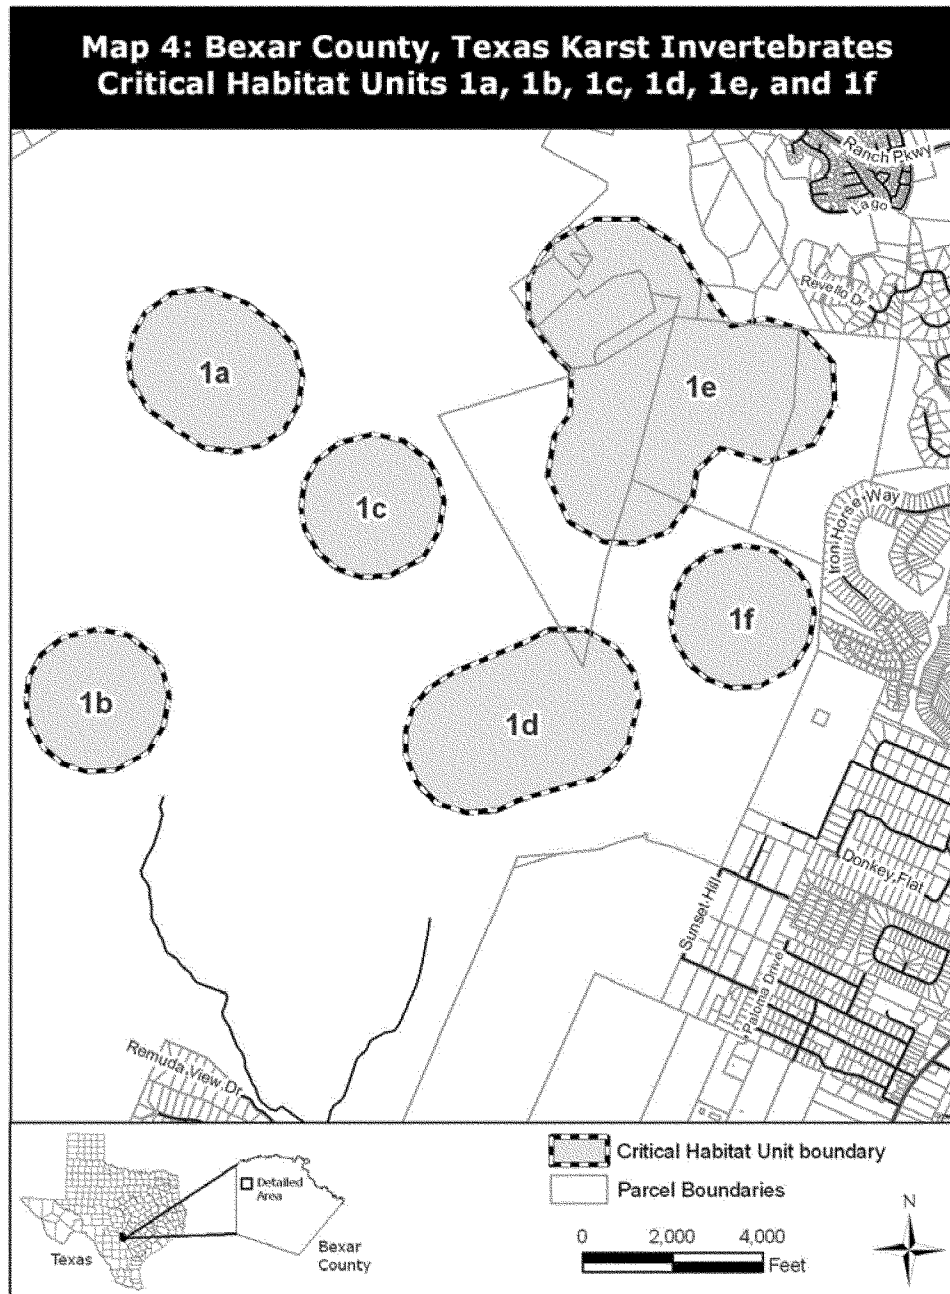 Map 4: Bexar County, Texas Karst Invertebrates
Critical Habitat Units 1a, 1b, 1c, 1d, 1e, and 1f
Ranch Pkwy
Lago
Revello Dr
1a
1e
1c
Iron Horse Way
1f
1b
1d
Donkey Flat
Sunset Hill
Paloma Drive
Remuda View Dr
Critical Habitat Unit boundary
Parcel Boundaries
Detailed
Area
Texas
Bexar
County
0 2,000 4,000
Feet
N